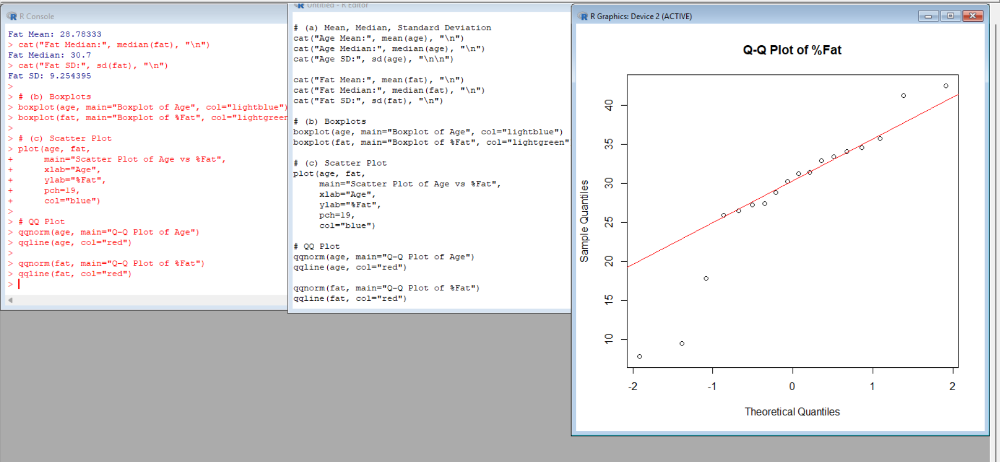 R Console
Fat Mean: 28.78333
> cat("Fat Median:", median(fat), "\n")
Fat Median: 30.7
> cat("Fat SD:", sd(fat), "\n")
Fat SD: 9.254395
>
> # (b) Boxplots
> boxplot(age, main="Boxplot of Age", col="lightblue")
> boxplot(fat, main="Boxplot of %Fat", col="lightgreen
>
> # (c) Scatter Plot
> plot(age, fat,
+      main="Scatter Plot of Age vs %Fat",
+      xlab="Age",
+      ylab="%Fat",
+      pch=19,
+      col="blue")
>
> # QQ Plot
> qqnorm(age, main="Q-Q Plot of Age")
> qqline(age, col="red")
>
> qqnorm(fat, main="Q-Q Plot of %Fat")
> qqline(fat, col="red")
>
Untitled - R Editor
# (a) Mean, Median, Standard Deviation
cat("Age Mean:", mean(age), "\n")
cat("Age Median:", median(age), "\n")
cat("Age SD:", sd(age), "\n\n")
cat("Fat Mean:", mean(fat), "\n")
cat("Fat Median:", median(fat), "\n")
cat("Fat SD:", sd(fat), "\n")
# (b) Boxplots
boxplot(age, main="Boxplot of Age", col="lightblue")
boxplot(fat, main="Boxplot of %Fat", col="lightgreen"
# (c) Scatter Plot
plot(age, fat,
     main="Scatter Plot of Age vs %Fat",
     xlab="Age",
     ylab="%Fat",
     pch=19,
     col="blue")
# QQ Plot
qqnorm(age, main="Q-Q Plot of Age")
qqline(age, col="red")
qqnorm(fat, main="Q-Q Plot of %Fat")
qqline(fat, col="red")
R Graphics: Device 2 (ACTIVE)
Q-Q Plot of %Fat
Sample Quantiles
40
35
30
25
20
15
10
-2 -1 0 1 2
Theoretical Quantiles